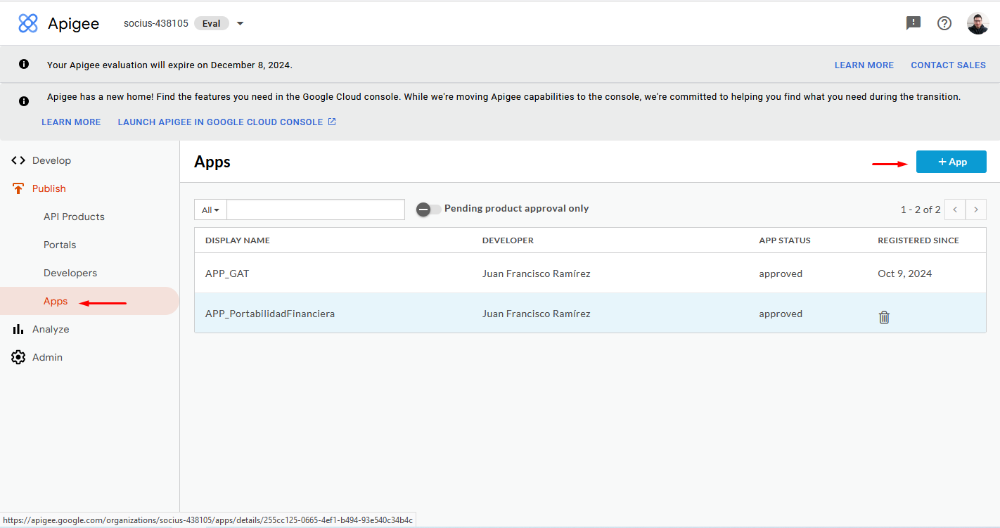 Apigee socius-438105 Eval
Your Apigee evaluation will expire on December 8, 2024. LEARN MORE CONTACT SALES
Apigee has a new home! Find the features you need in the Google Cloud console. While we're moving Apigee capabilities to the console, we're committed to helping you find what you need during the transition.
LEARN MORE LAUNCH APIGEE IN GOOGLE CLOUD CONSOLE
Develop
Publish
API Products
Portals
Developers
Apps
Analyze
Admin
Apps
+ App
All
Pending product approval only
1 - 2 of 2
DISPLAY NAME DEVELOPER APP STATUS REGISTERED SINCE
APP_GAT Juan Francisco Ramírez approved Oct 9, 2024
APP_PortabilidadFinanciera Juan Francisco Ramírez approved
https://apigee.google.com/organizations/socius-438105/apps/details/255cc125-0665-4ef1-b494-93e540c34b4c